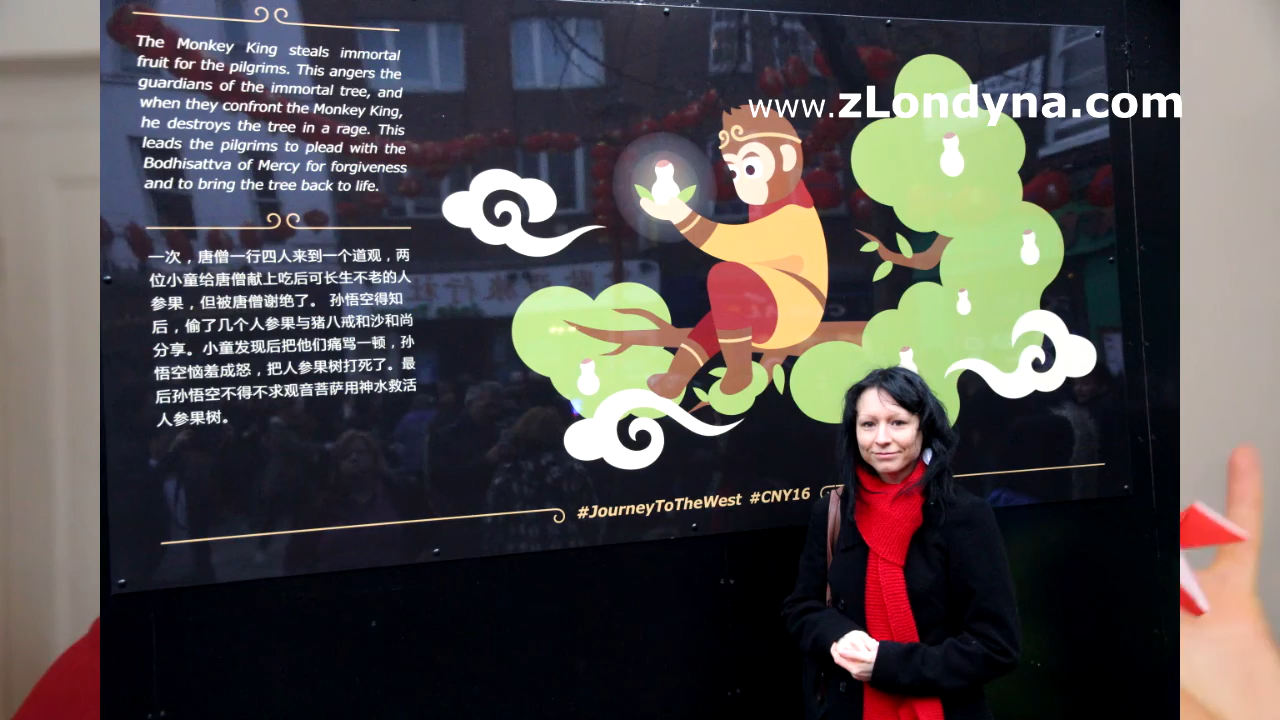 www.zLondyna.com
The Monkey King steals immortal
fruit for the pilgrims. This angers the
guardians of the immortal tree, and
when they confront the Monkey King,
he destroys the tree in a rage. This
leads the pilgrims to plead with the
Bodhisattva of Mercy for forgiveness
and to bring the tree back to life.
一次，唐僧一行四人来到一个道观，两
位小童给唐僧献上吃后可长生不老的人
参果，但被唐僧谢绝了。 孙悟空得知
后，偷了几个人参果与猪八戒和沙和尚
分享。小童发现后把他们痛骂一顿，孙
悟空恼羞成怒，把人参果树打死了。最
后孙悟空不得不求观音菩萨用神水救活
人参果树。
#JourneyToTheWest #CNY16